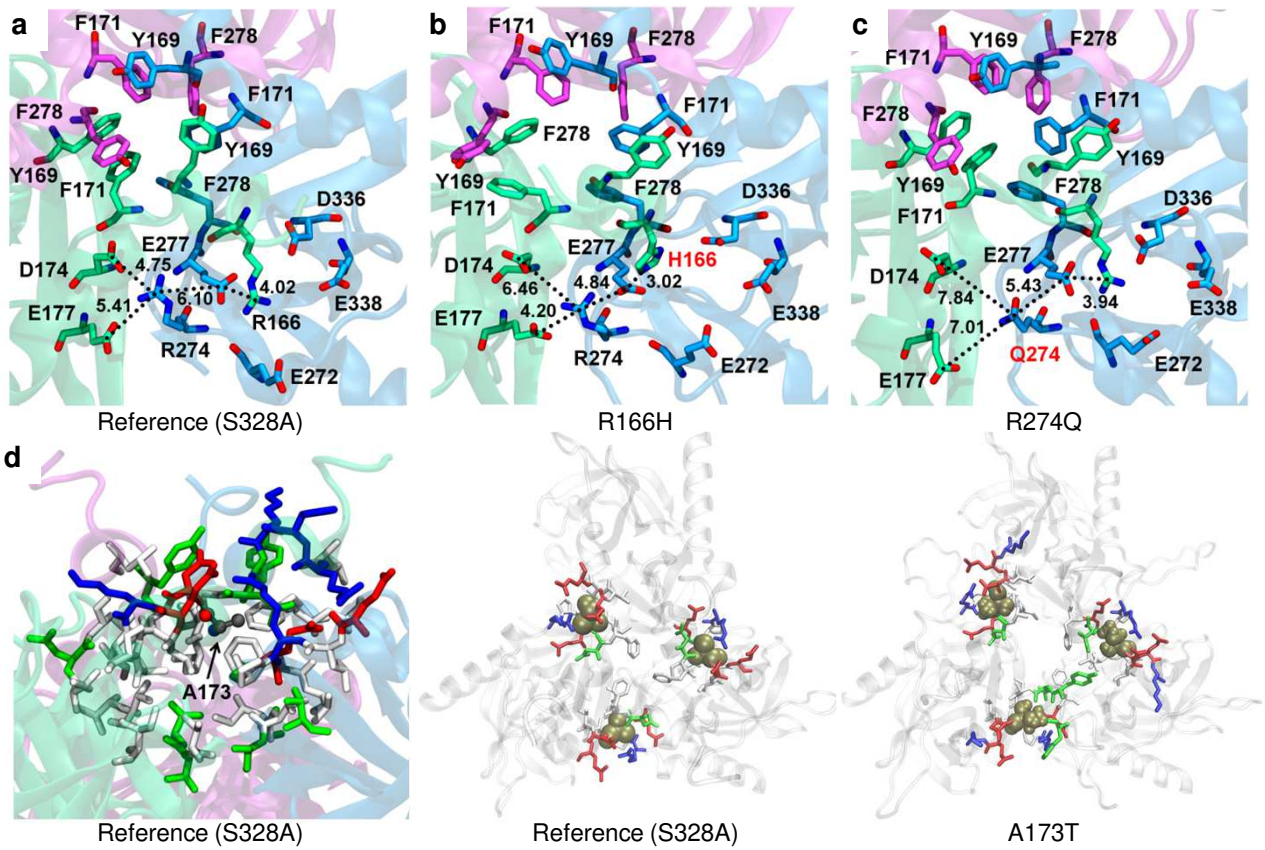 a
F171
Y169
F278
F278
F171
Y169
Y169
F171
F278
D336
E277
D174
4.75
4.02
6.10
E177
5.41
E338
R166
R274
E272
Reference (S328A)
b
F171
Y169
F278
F171
F278
Y169
Y169
F171
F278
D336
E277
H166
D174
4.84
3.02
6.46
E177
4.20
E338
R274
E272
R166H
c
Y169
F278
F171
F278
F171
Y169
Y169
F171
F278
D336
E277
D174
5.43
7.84
3.94
E338
7.01
Q274
E177
E272
R274Q
d
A173
Reference (S328A)
Reference (S328A)
A173T